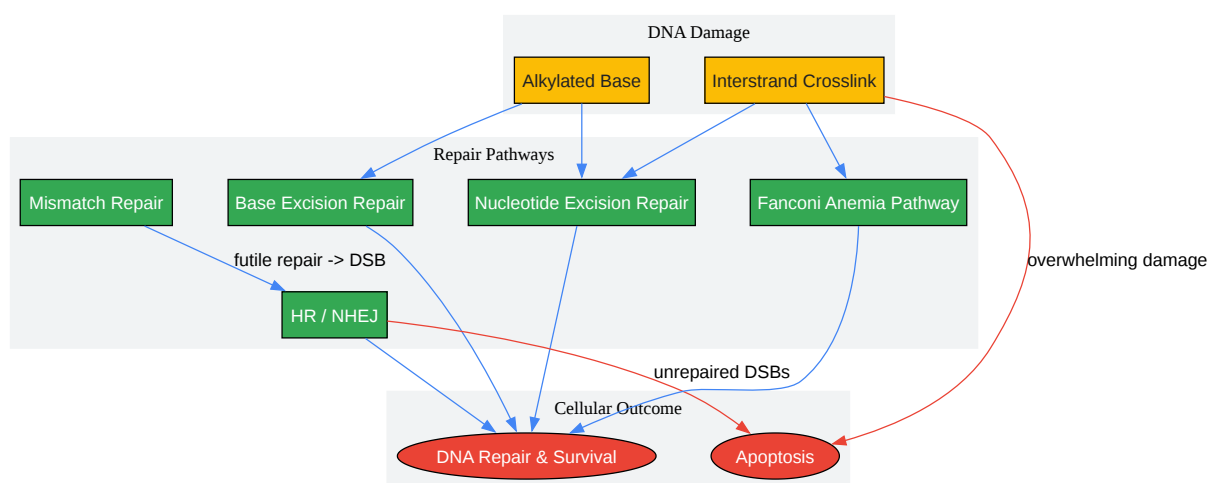 DNA Damage
Alkylated Base
Interstrand Crosslink
Repair Pathways
Mismatch Repair
Base Excision Repair
Nucleotide Excision Repair
Fanconi Anemia Pathway
futile repair -> DSB
overwhelming damage
HR / NHEJ
unrepaired DSBs
Cellular Outcome
DNA Repair & Survival
Apoptosis